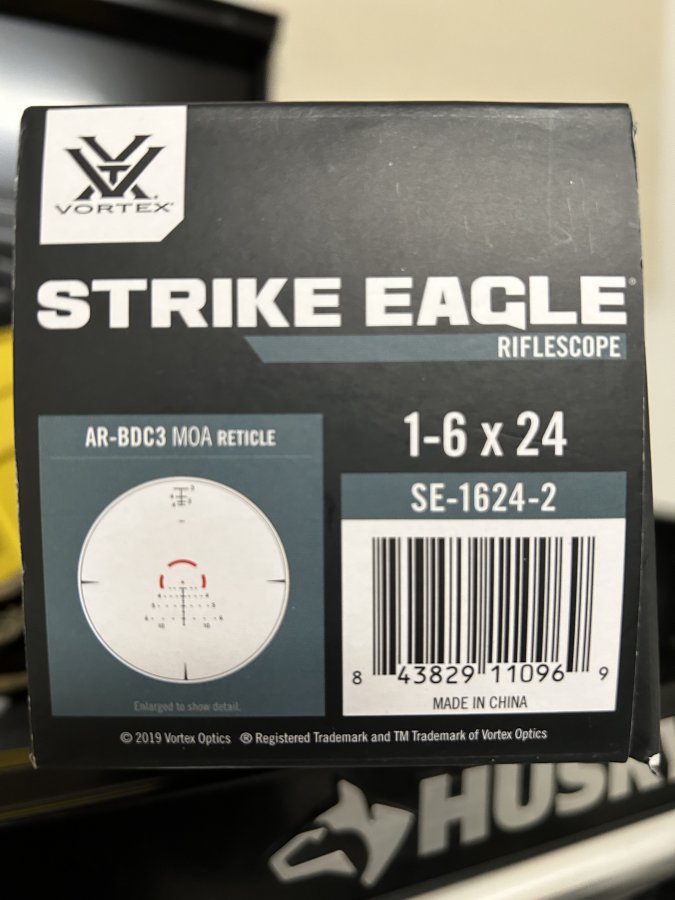 VORTEX®
STRIKE EAGLE®
RIFLESCOPE
AR-BDC3 MOA RETICLE
1-6 x 24
SE-1624-2
Enlarged to show detail.
8 43829 11096 9
MADE IN CHINA
© 2019 Vortex Optics ® Registered Trademark and TM Trademark of Vortex Optics